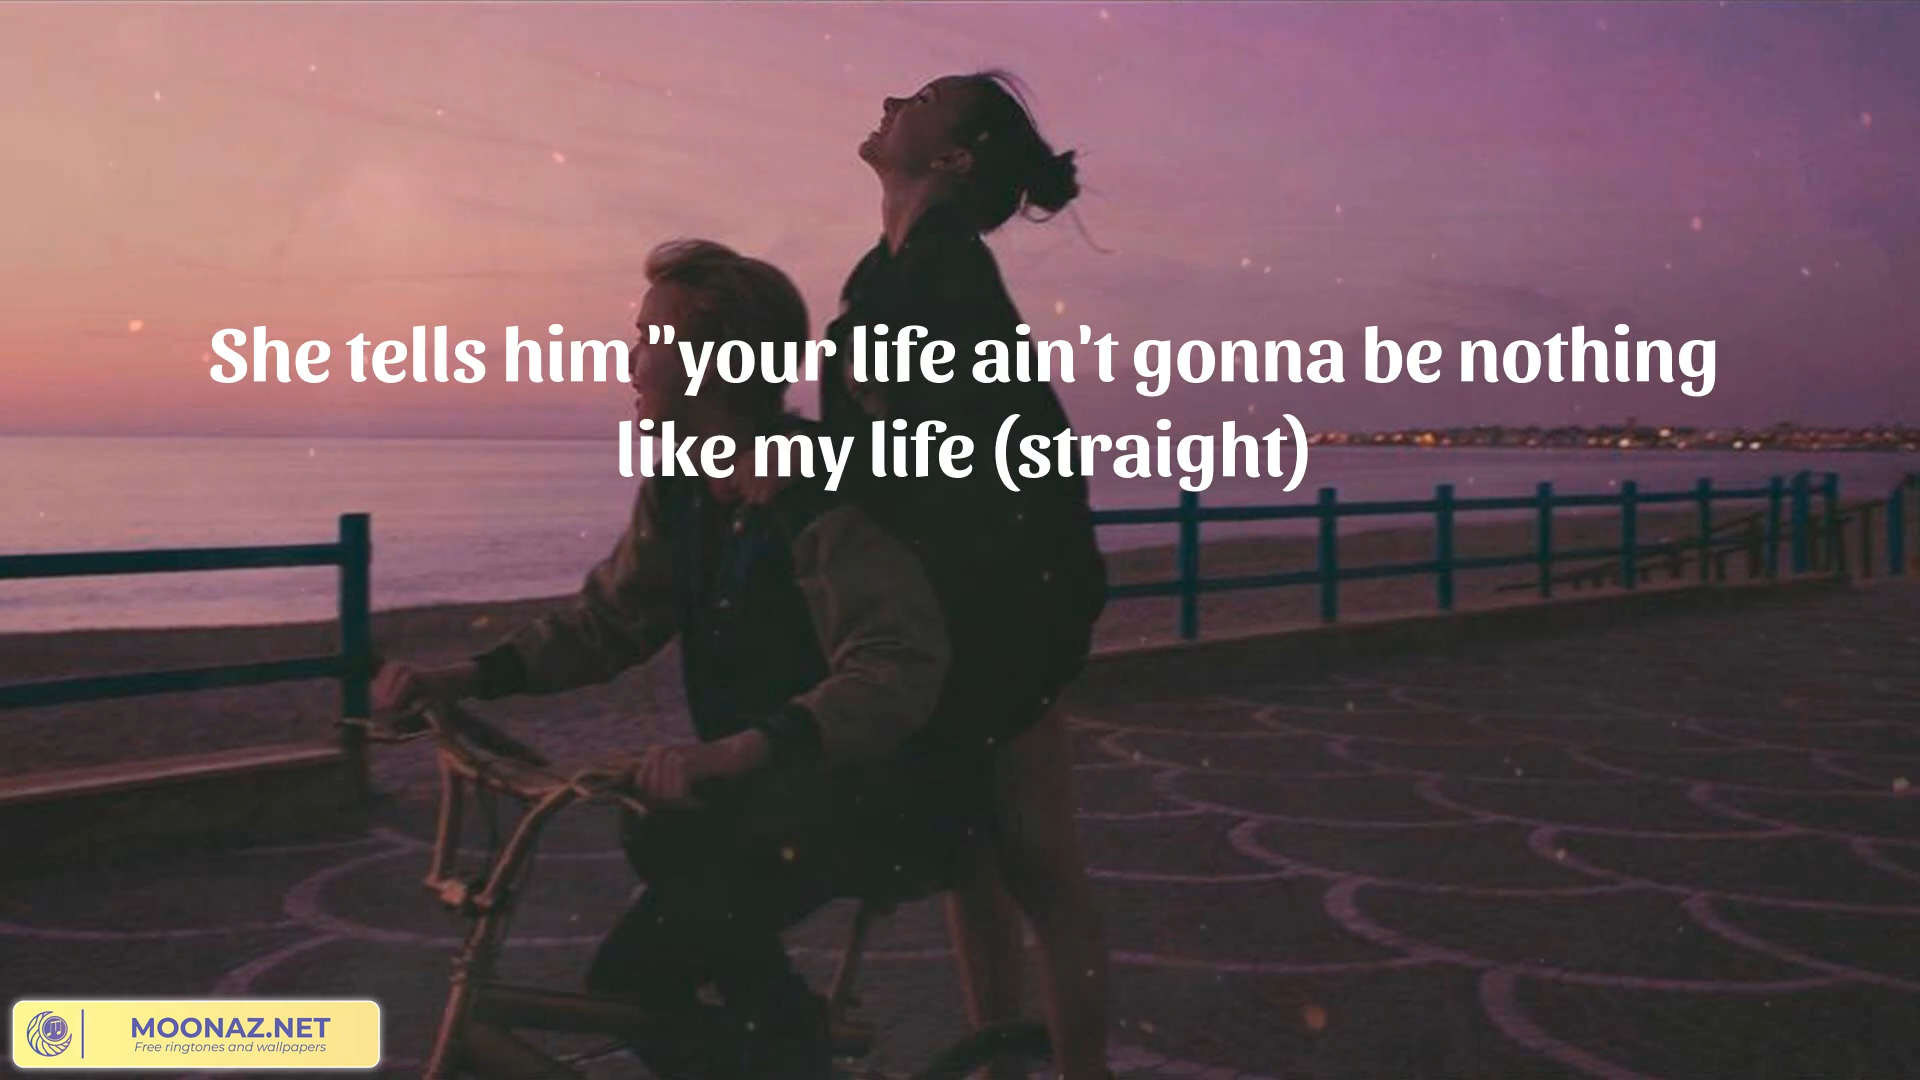 She tells him "your life ain't gonna be nothing
like my life (straight)
MOONAZ.NET
Free ringtones and wallpapers